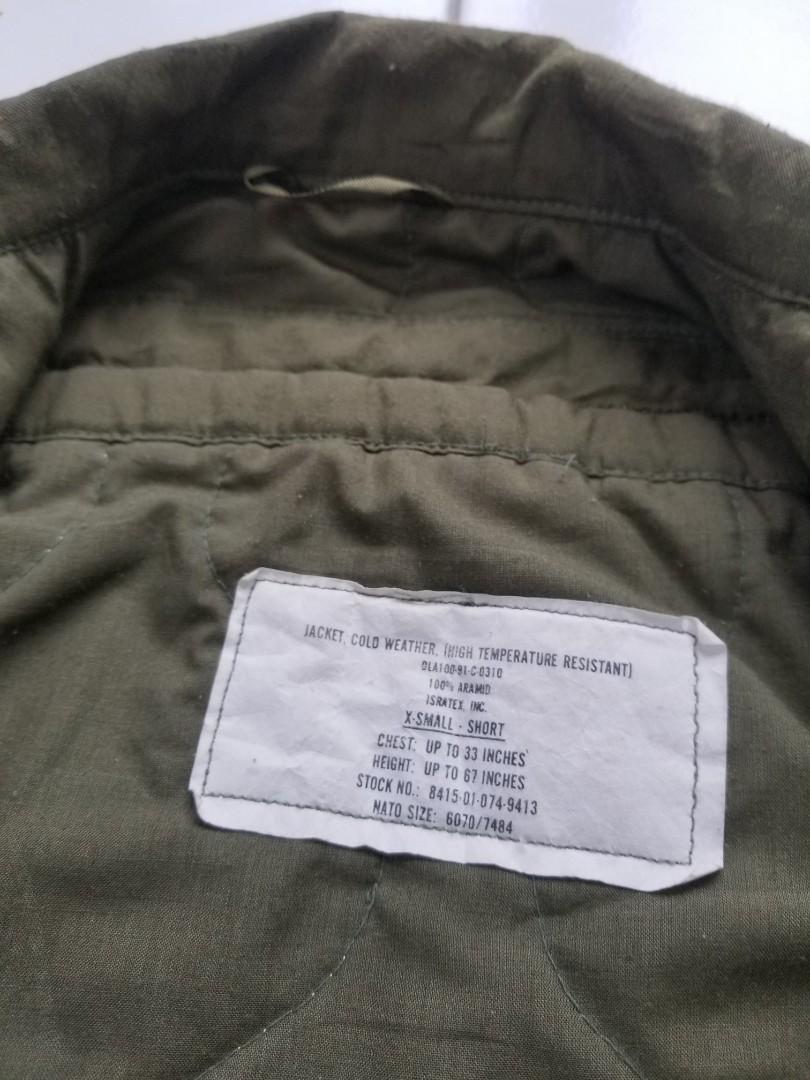 JACKET, COLD WEATHER, (HIGH TEMPERATURE RESISTANT)
DLA100-91-C-0310
100% ARAMID
ISRATEX, INC.
X-SMALL - SHORT
CHEST: UP TO 33 INCHES
HEIGHT: UP TO 67 INCHES
STOCK NO.: 8415-01-074-9413
NATO SIZE: 6070/7484